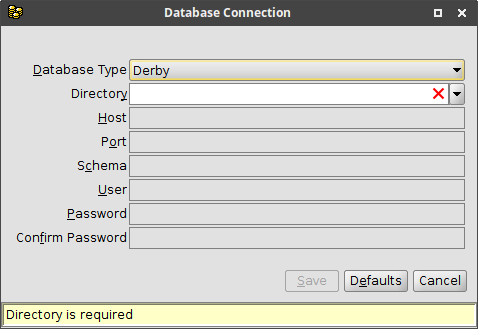 Database Connection
Database Type Derby
Directory
Host
Port
Schema
User
Password
Confirm Password
Save Defaults Cancel
Directory is required